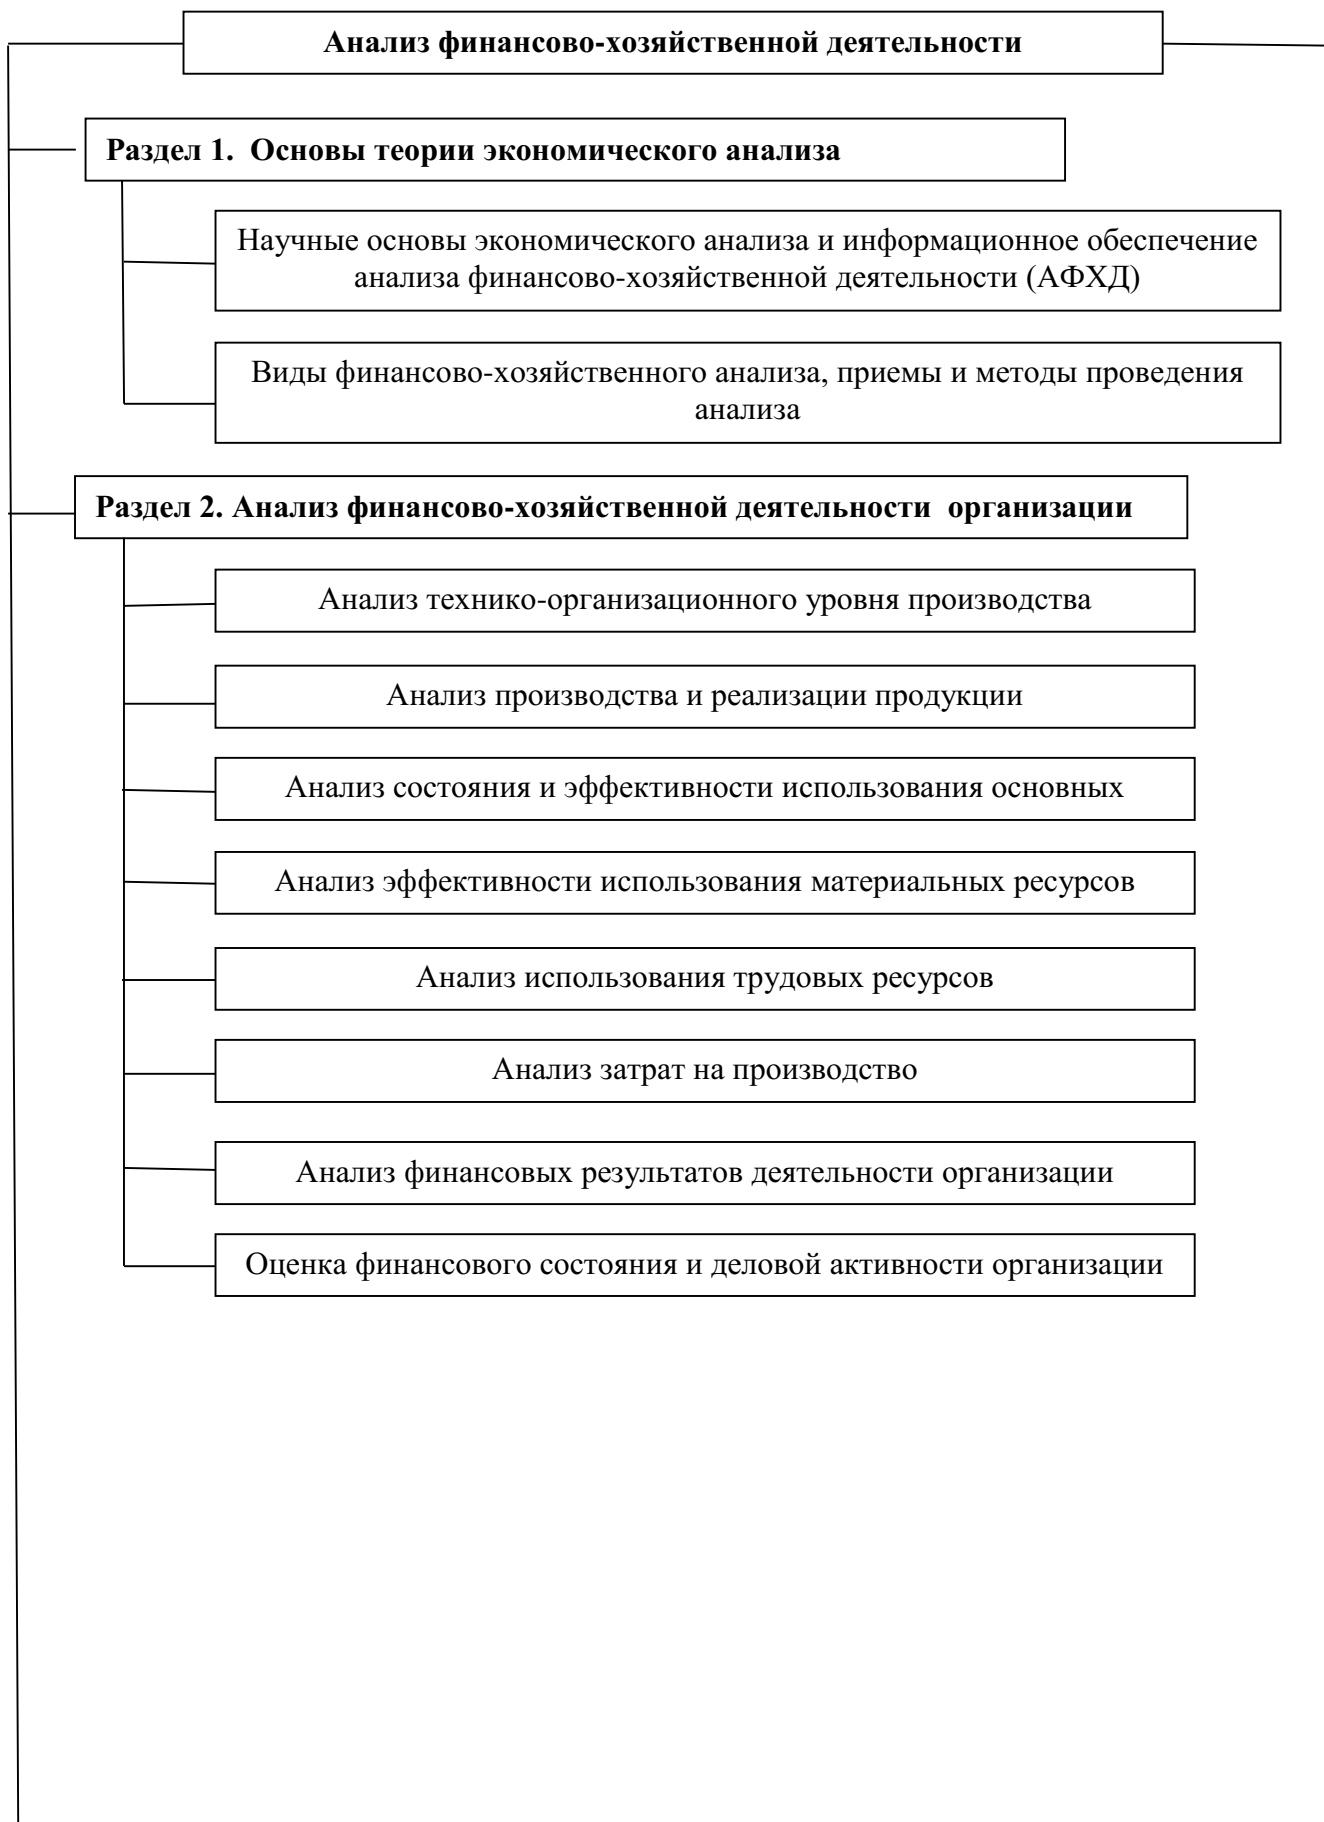 Анализ финансово-хозяйственной деятельности
Раздел 1.  Основы теории экономического анализа
Научные основы экономического анализа и информационное обеспечение
анализа финансово-хозяйственной деятельности (АФХД)
Виды финансово-хозяйственного анализа, приемы и методы проведения
анализа
Раздел 2. Анализ финансово-хозяйственной деятельности  организации
Анализ технико-организационного уровня производства
Анализ производства и реализации продукции
Анализ состояния и эффективности использования основных
Анализ эффективности использования материальных ресурсов
Анализ использования трудовых ресурсов
Анализ затрат на производство
Анализ финансовых результатов деятельности организации
Оценка финансового состояния и деловой активности организации